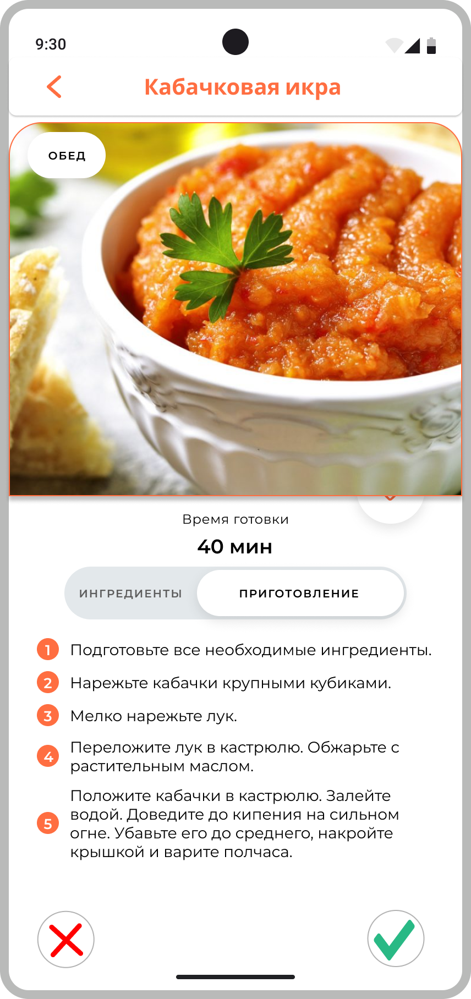 9:30
Кабачковая икра
ОБЕД
Время готовки
40 мин
ИНГРЕДИЕНТЫ
ПРИГОТОВЛЕНИЕ
1 Подготовьте все необходимые ингредиенты.
2 Нарежьте кабачки крупными кубиками.
3 Мелко нарежьте лук.
4 Переложите лук в кастрюлю. Обжарьте с
растительным маслом.
5 Положите кабачки в кастрюлю. Залейте
водой. Доведите до кипения на сильном
огне. Убавьте его до среднего, накройте
крышкой и варите полчаса.